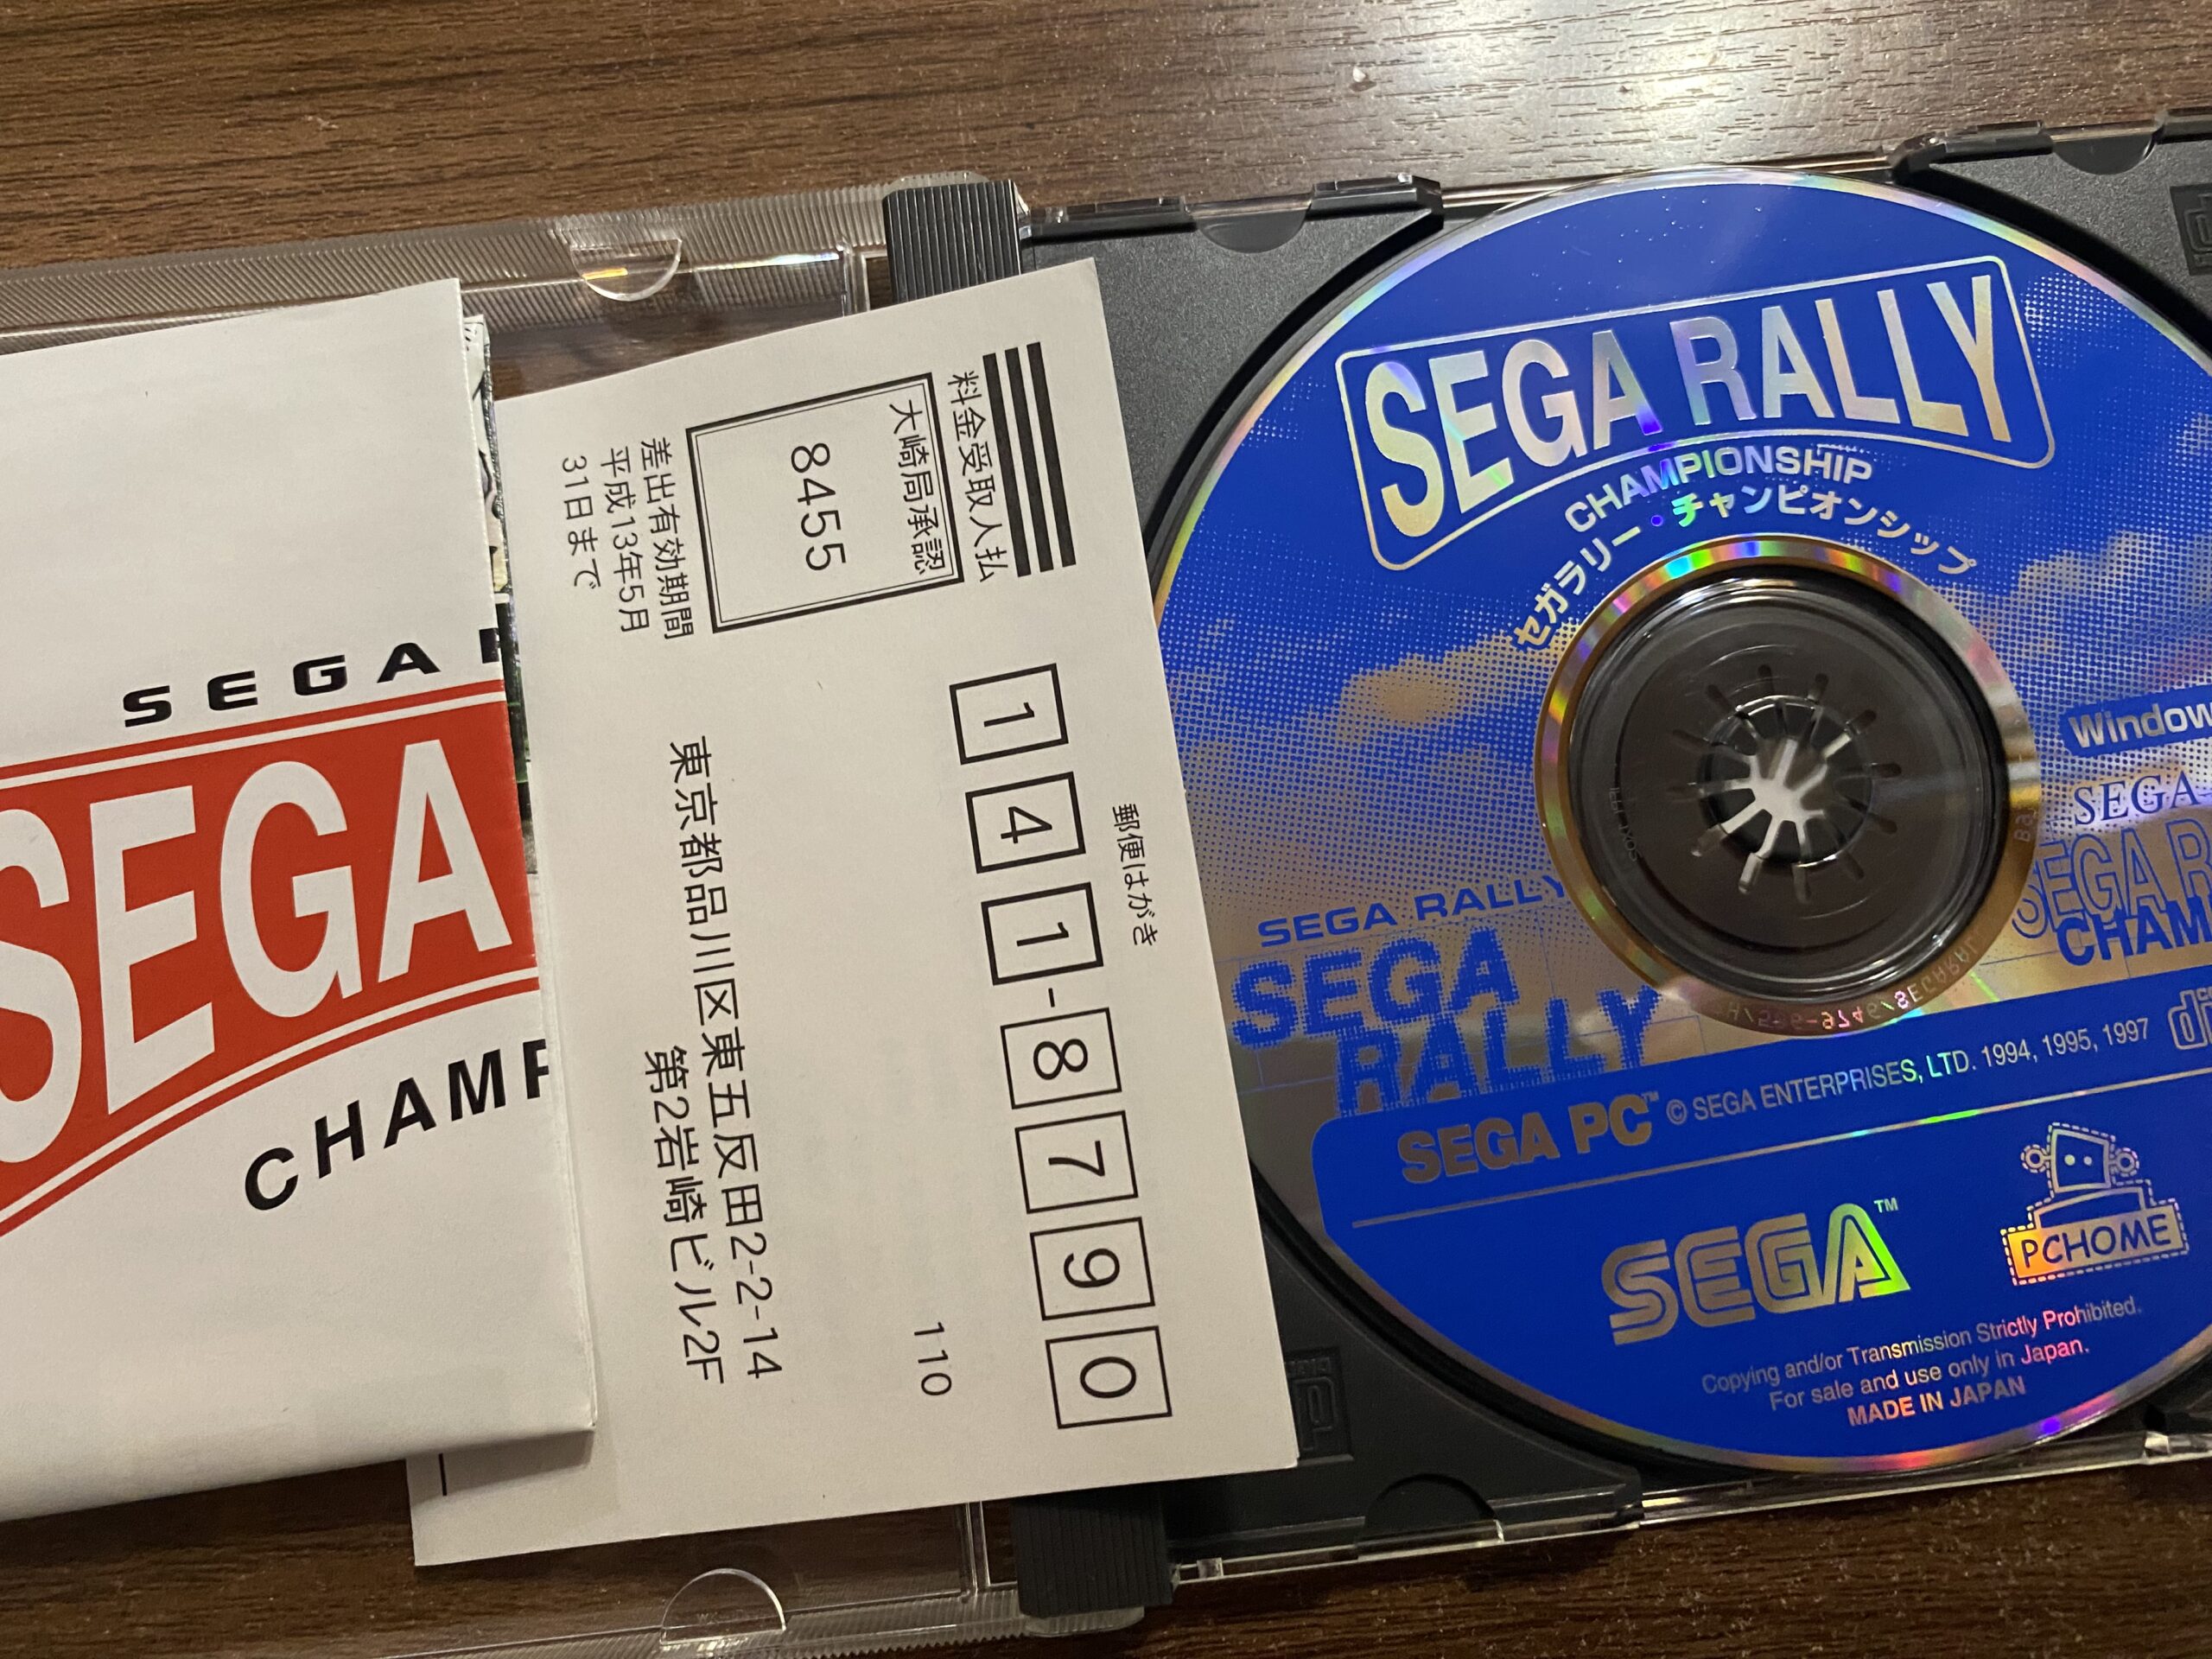 SEGA
SEGA
CHAMP
料金受取人払
大崎局承認
8455
差出有効期間
平成13年5月
31日まで
郵便はがき
141-8790
110
東京都品川区東五反田2-2-14
第2岩崎ビル2F
SEGA RALLY
CHAMPIONSHIP
セガラリー・チャンピオンシップ
Window
SEGA
SEGA R
CHAM
SEGA RALLY
SEGA
RALLY
SEGA PC™ © SEGA ENTERPRISES, LTD. 1994, 1995, 1997
SEGA™
PCHOME
Copying and/or Transmission Strictly Prohibited.
For sale and use only in Japan.
MADE IN JAPAN